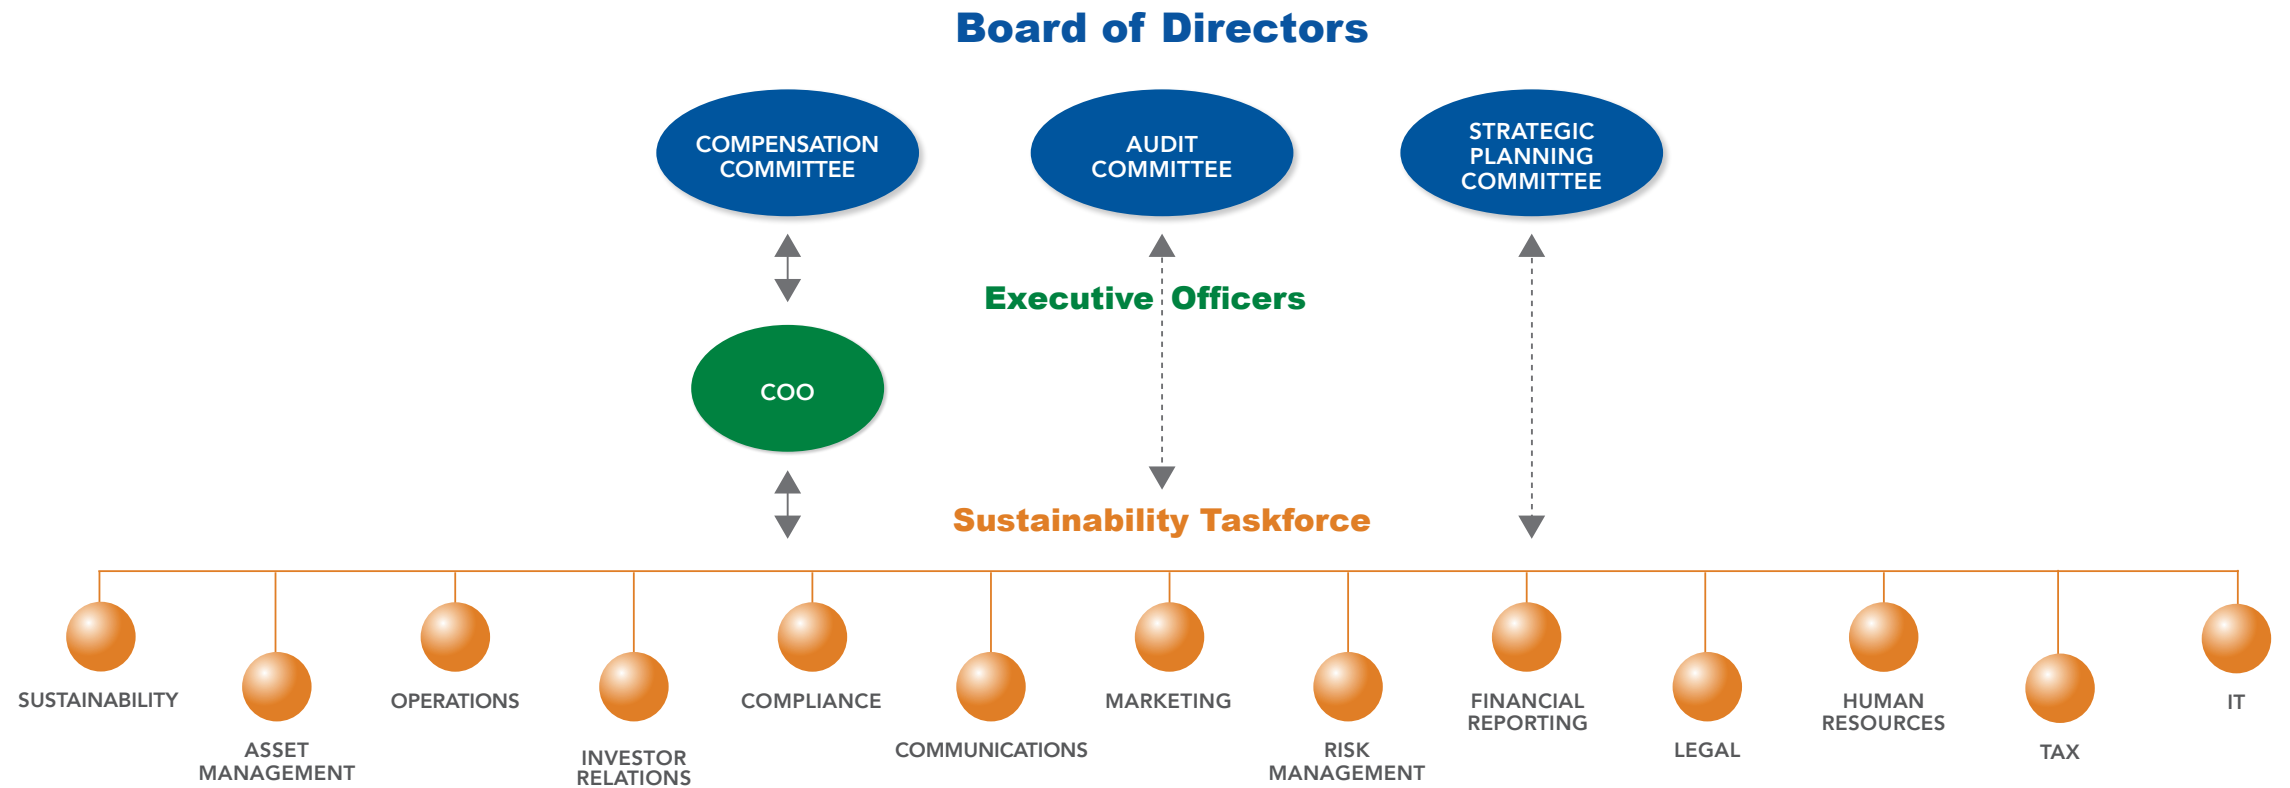 Board of Directors
COMPENSATION
COMMITTEE
AUDIT
COMMITTEE
STRATEGIC
PLANNING
COMMITTEE
Executive Officers
COO
Sustainability Taskforce
SUSTAINABILITY
ASSET
MANAGEMENT
OPERATIONS
INVESTOR
RELATIONS
COMPLIANCE
COMMUNICATIONS
MARKETING
RISK
MANAGEMENT
FINANCIAL
REPORTING
LEGAL
HUMAN
RESOURCES
TAX
IT